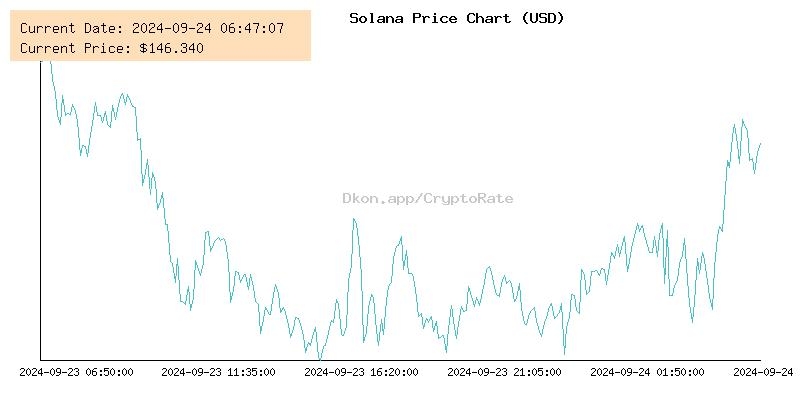 Solana Price Chart (USD)
Current Date: 2024-09-24 06:47:07
Current Price: $146.340
Dkon.app/CryptoRate
2024-09-23 06:50:00
2024-09-23 11:35:00
2024-09-23 16:20:00
2024-09-23 21:05:00
2024-09-24 01:50:00
2024-09-24